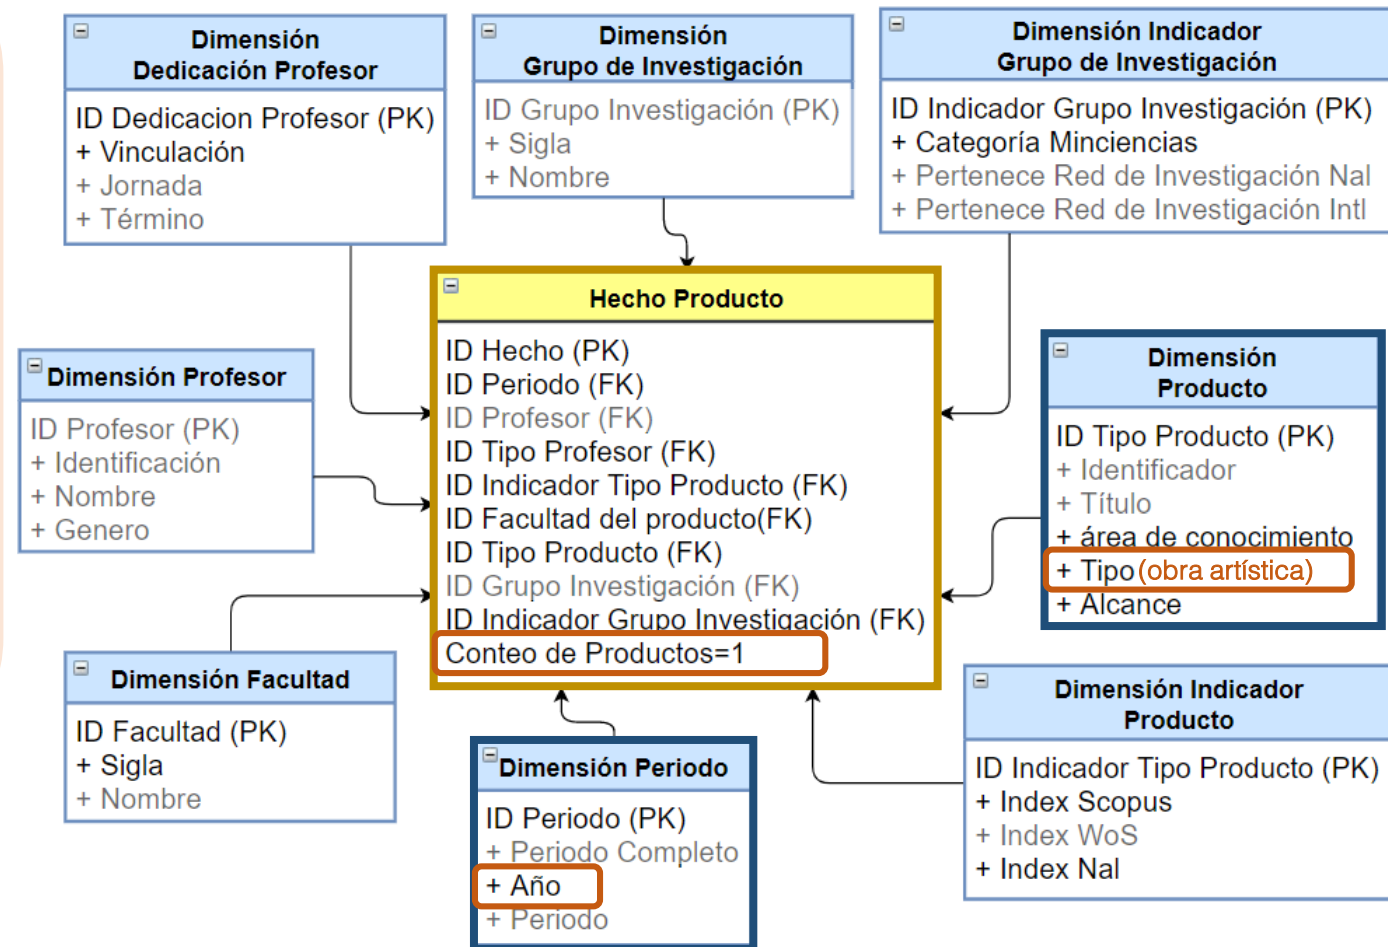 Dimensión
Dedicación Profesor
ID Dedicacion Profesor (PK)
+ Vinculación
+ Jornada
+ Término
Dimensión
Grupo de Investigación
ID Grupo Investigación (PK)
+ Sigla
+ Nombre
Dimensión Indicador
Grupo de Investigación
ID Indicador Grupo Investigación (PK)
+ Categoría Minciencias
+ Pertenece Red de Investigación Nal
+ Pertenece Red de Investigación Intl
Dimensión Profesor
ID Profesor (PK)
+ Identificación
+ Nombre
+ Genero
Hecho Producto
ID Hecho (PK)
ID Periodo (FK)
ID Profesor (FK)
ID Tipo Profesor (FK)
ID Indicador Tipo Producto (FK)
ID Facultad del producto(FK)
ID Tipo Producto (FK)
ID Grupo Investigación (FK)
ID Indicador Grupo Investigación (FK)
Conteo de Productos=1
Dimensión
Producto
ID Tipo Producto (PK)
+ Identificador
+ Título
+ área de conocimiento
+ Tipo (obra artística)
+ Alcance
Dimensión Facultad
ID Facultad (PK)
+ Sigla
+ Nombre
Dimensión Periodo
ID Periodo (PK)
+ Periodo Completo
+ Año
+ Periodo
Dimensión Indicador
Producto
ID Indicador Tipo Producto (PK)
+ Index Scopus
+ Index WoS
+ Index Nal